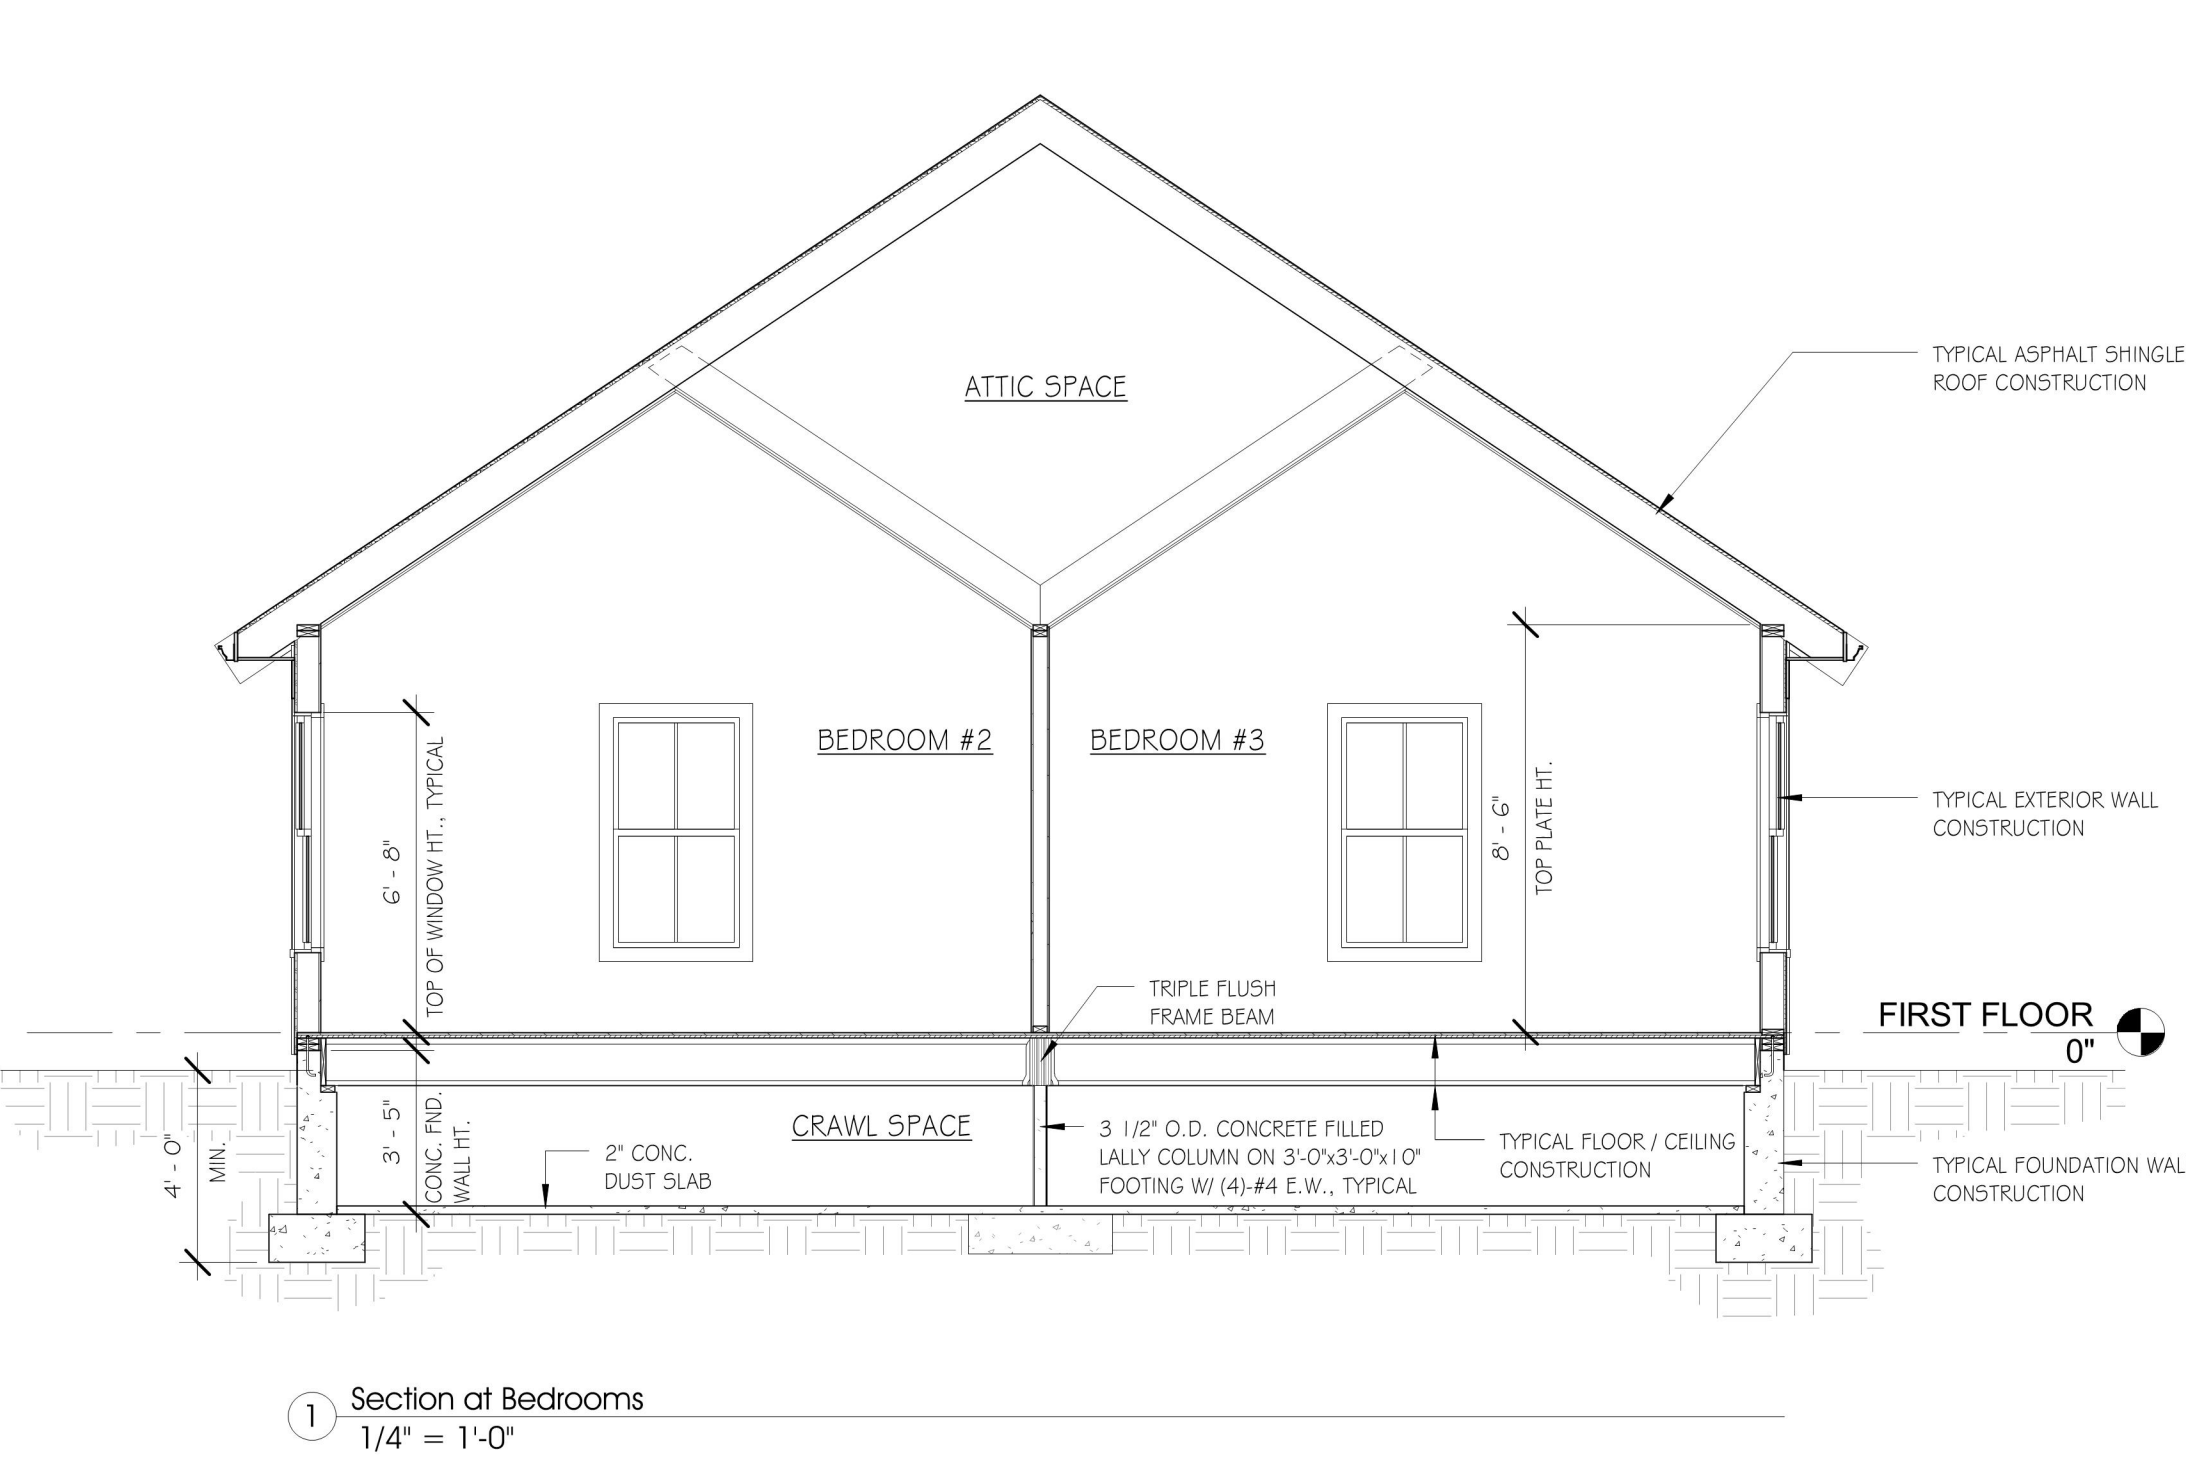 ATTIC SPACE
TYPICAL ASPHALT SHINGLE
ROOF CONSTRUCTION
BEDROOM #2
BEDROOM #3
6' - 8"
TOP OF WINDOW HT., TYPICAL
8' - 6"
TOP PLATE HT.
TYPICAL EXTERIOR WALL
CONSTRUCTION
TRIPLE FLUSH
FRAME BEAM
FIRST FLOOR
0"
4' - 0"
MIN.
3' - 5"
CONC. FND.
WALL HT.
CRAWL SPACE
2" CONC.
DUST SLAB
3 1/2" O.D. CONCRETE FILLED
LALLY COLUMN ON 3'-0"x3'-0"x10"
FOOTING W/ (4)-#4 E.W., TYPICAL
TYPICAL FLOOR / CEILING
CONSTRUCTION
TYPICAL FOUNDATION WAL
CONSTRUCTION
1
Section at Bedrooms
1/4" = 1'-0"